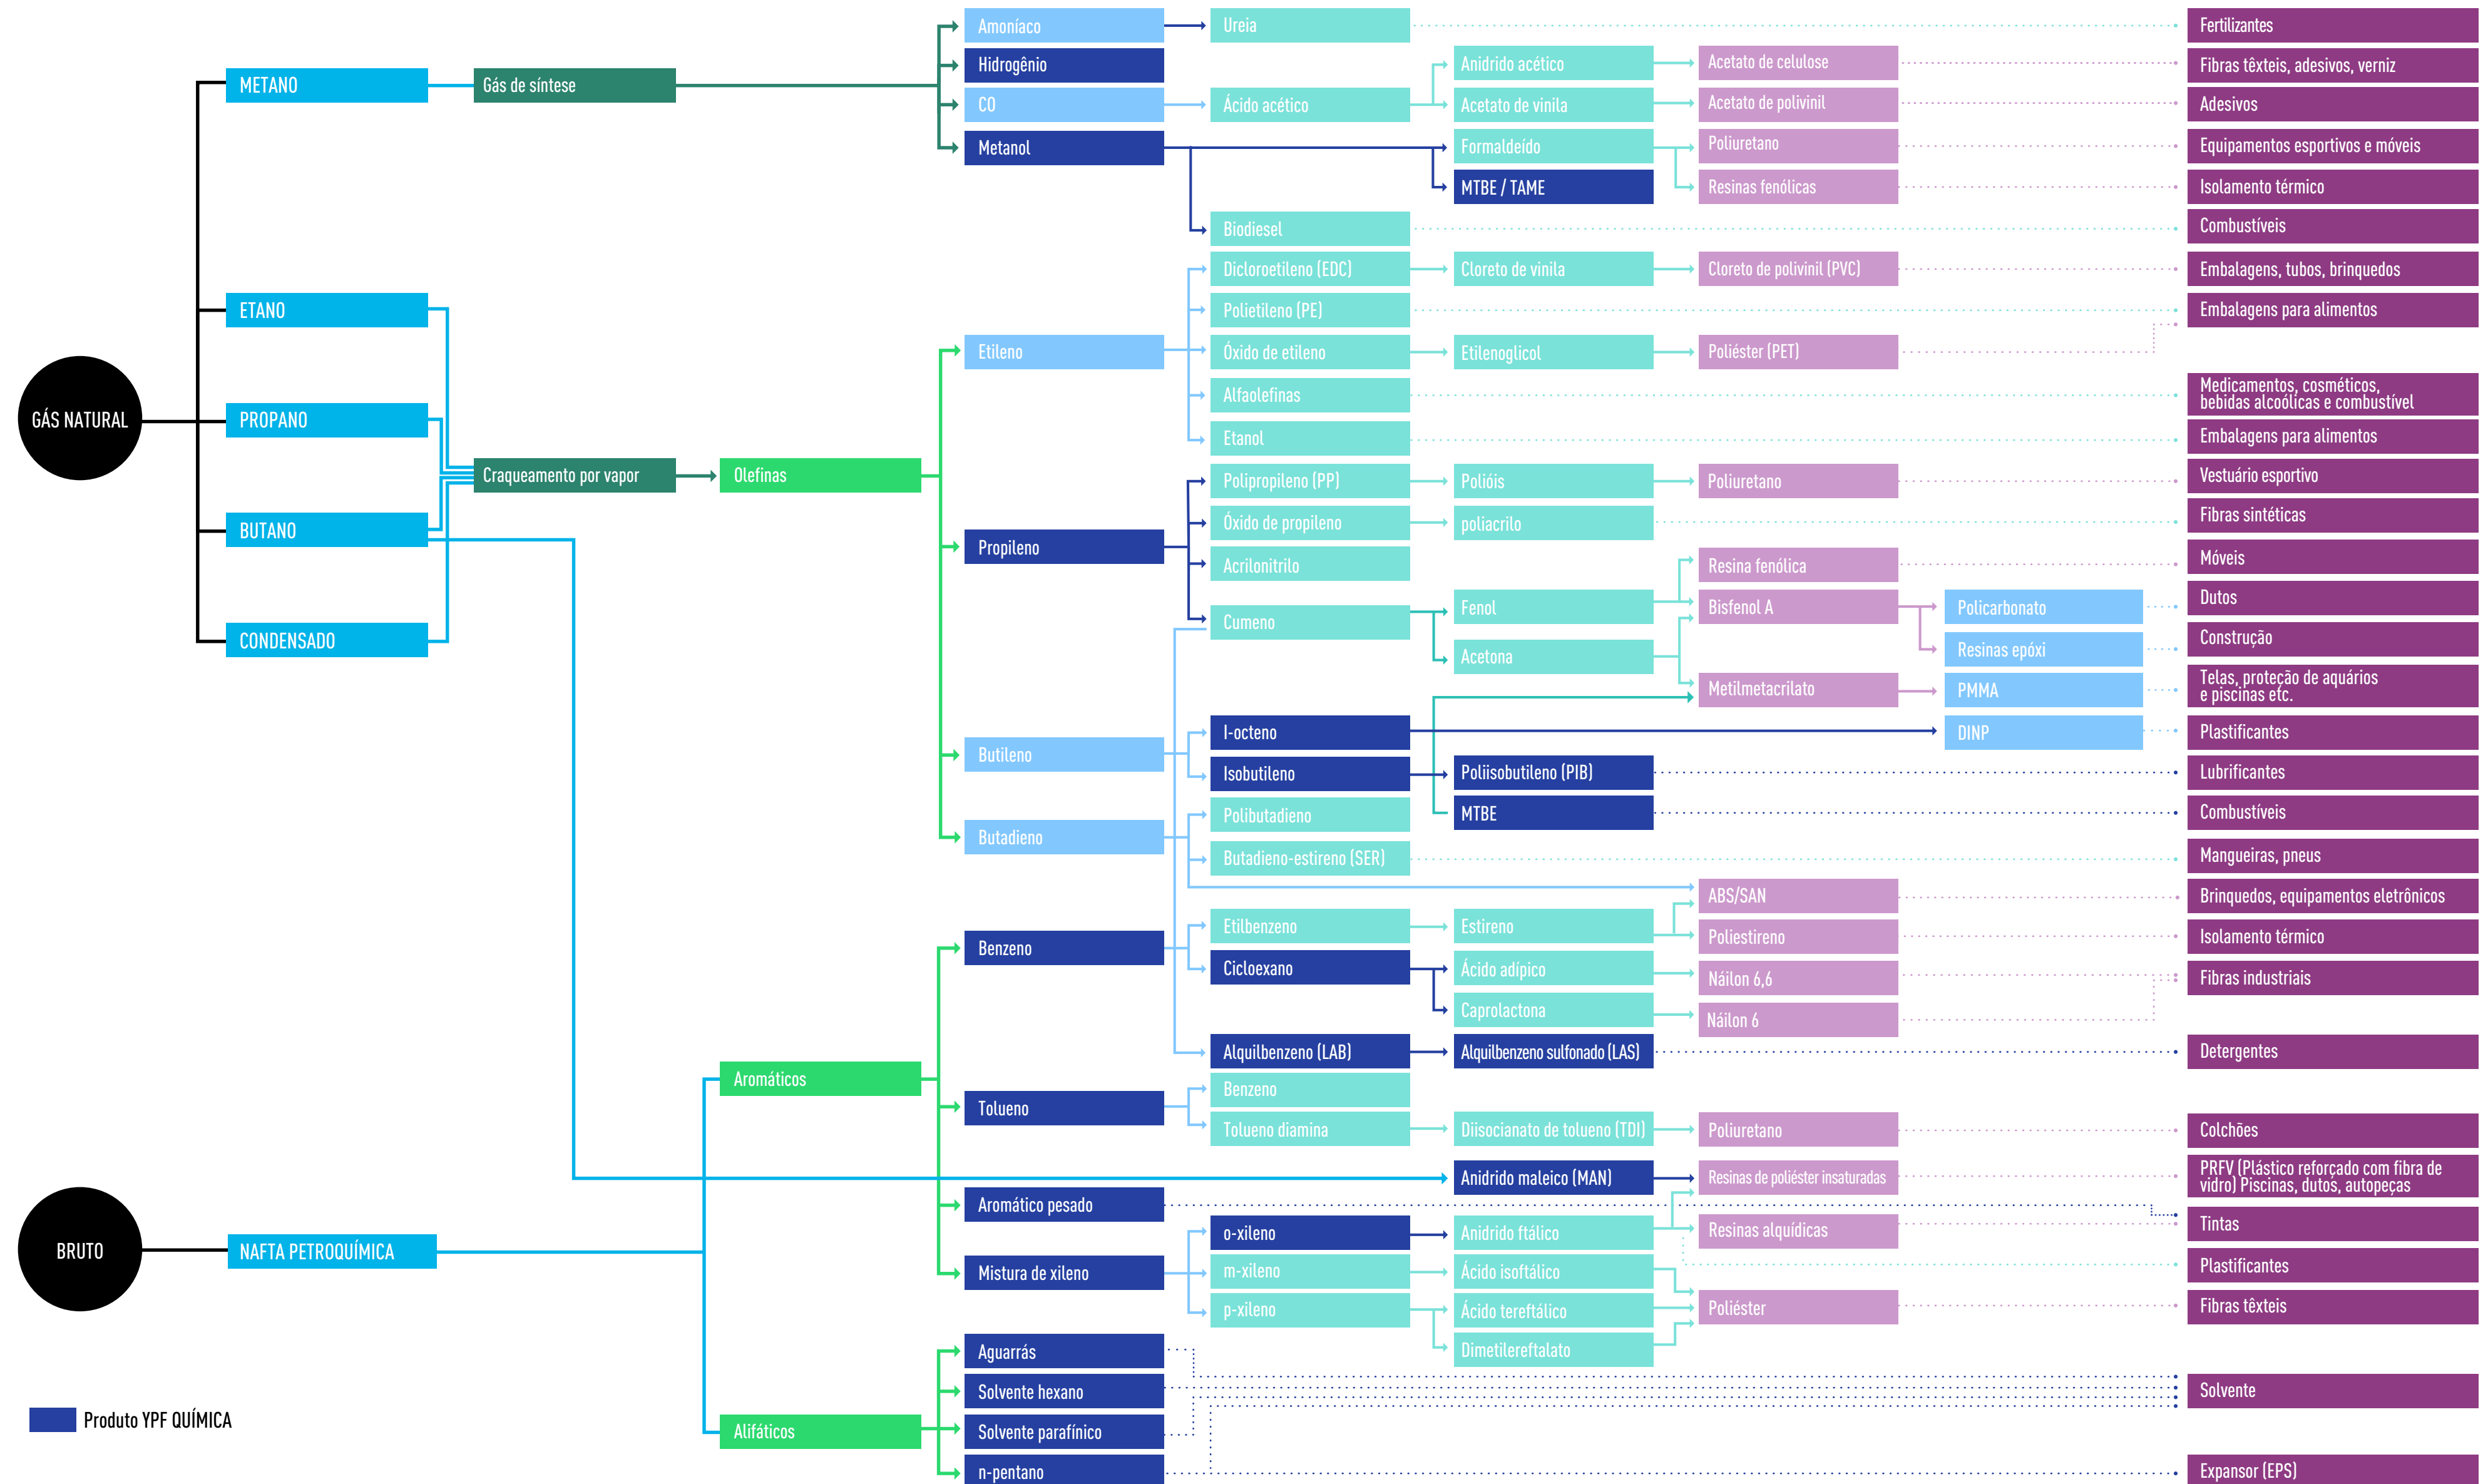 GÁS NATURAL
BRUTO
METANO
ETANO
PROPANO
BUTANO
CONDENSADO
NAFTA PETROQUÍMICA
Gás de síntese
Craqueamento por vapor
Olefinas
Aromáticos
Alifáticos
Amoníaco
Hidrogênio
CO
Metanol
Etileno
Propileno
Butileno
Butadieno
Benzeno
Tolueno
Aromático pesado
Mistura de xileno
Aguarrás
Solvente hexano
Solvente parafínico
n-pentano
Ureia
Ácido acético
Biodiesel
Dicloroetileno (EDC)
Polietileno (PE)
Óxido de etileno
Alfaolefinas
Etanol
Polipropileno (PP)
Óxido de propileno
Acrilonitrilo
Cumeno
I-octeno
Isobutileno
Polibutadieno
Butadieno-estireno (SER)
Etilbenzeno
Cicloexano
Alquilbenzeno (LAB)
Benzeno
Tolueno diamina
o-xileno
m-xileno
p-xileno
Anidrido acético
Acetato de vinila
Formaldeído
MTBE / TAME
Cloreto de vinila
Etilenoglicol
Polióis
poliacrilo
Fenol
Acetona
Poliisobutileno (PIB)
MTBE
Estireno
Ácido adípico
Caprolactona
Alquilbenzeno sulfonado (LAS)
Diisocianato de tolueno (TDI)
Anidrido maleico (MAN)
Anidrido ftálico
Ácido isoftálico
Ácido tereftálico
Dimetilereftalato
Acetato de celulose
Acetato de polivinil
Poliuretano
Resinas fenólicas
Cloreto de polivinil (PVC)
Poliéster (PET)
Poliuretano
Resina fenólica
Bisfenol A
Metilmetacrilato
ABS/SAN
Poliestireno
Náilon 6,6
Náilon 6
Poliuretano
Resinas de poliéster insaturadas
Resinas alquídicas
Poliéster
Policarbonato
Resinas epóxi
PMMA
DINP
Fertilizantes
Fibras têxteis, adesivos, verniz
Adesivos
Equipamentos esportivos e móveis
Isolamento térmico
Combustíveis
Embalagens, tubos, brinquedos
Embalagens para alimentos
Medicamentos, cosméticos,
bebidas alcoólicas e combustível
Embalagens para alimentos
Vestuário esportivo
Fibras sintéticas
Móveis
Dutos
Construção
Telas, proteção de aquários
e piscinas etc.
Plastificantes
Lubrificantes
Combustíveis
Mangueiras, pneus
Brinquedos, equipamentos eletrônicos
Isolamento térmico
Fibras industriais
Detergentes
Colchões
PRFV (Plástico reforçado com fibra de
vidro) Piscinas, dutos, autopeças
Tintas
Plastificantes
Fibras têxteis
Solvente
Expansor (EPS)
Produto YPF QUÍMICA